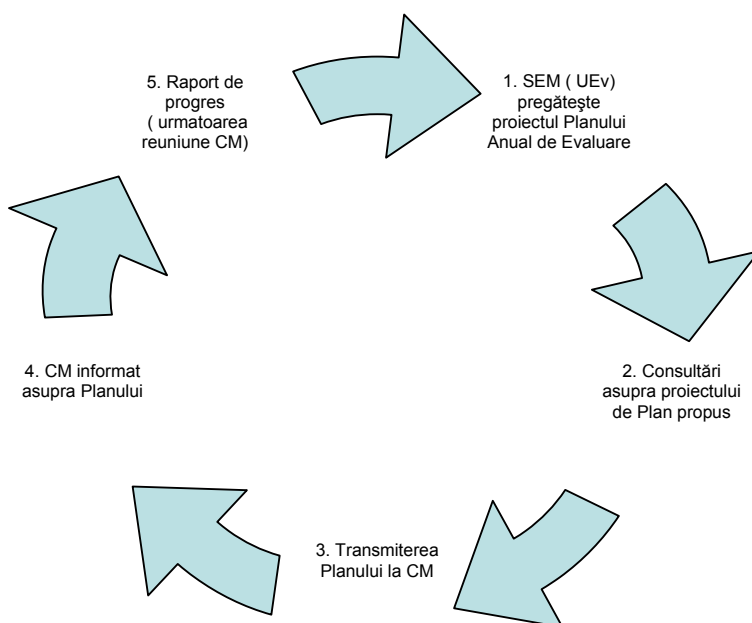 1. SEM ( UEv)
pregăteşte
proiectul Planului
Anual de Evaluare
2. Consultări
asupra proiectului
de Plan propus
3. Transmiterea
Planului la CM
4. CM informat
asupra Planului
5. Raport de
progres
( urmatoarea
reuniune CM)